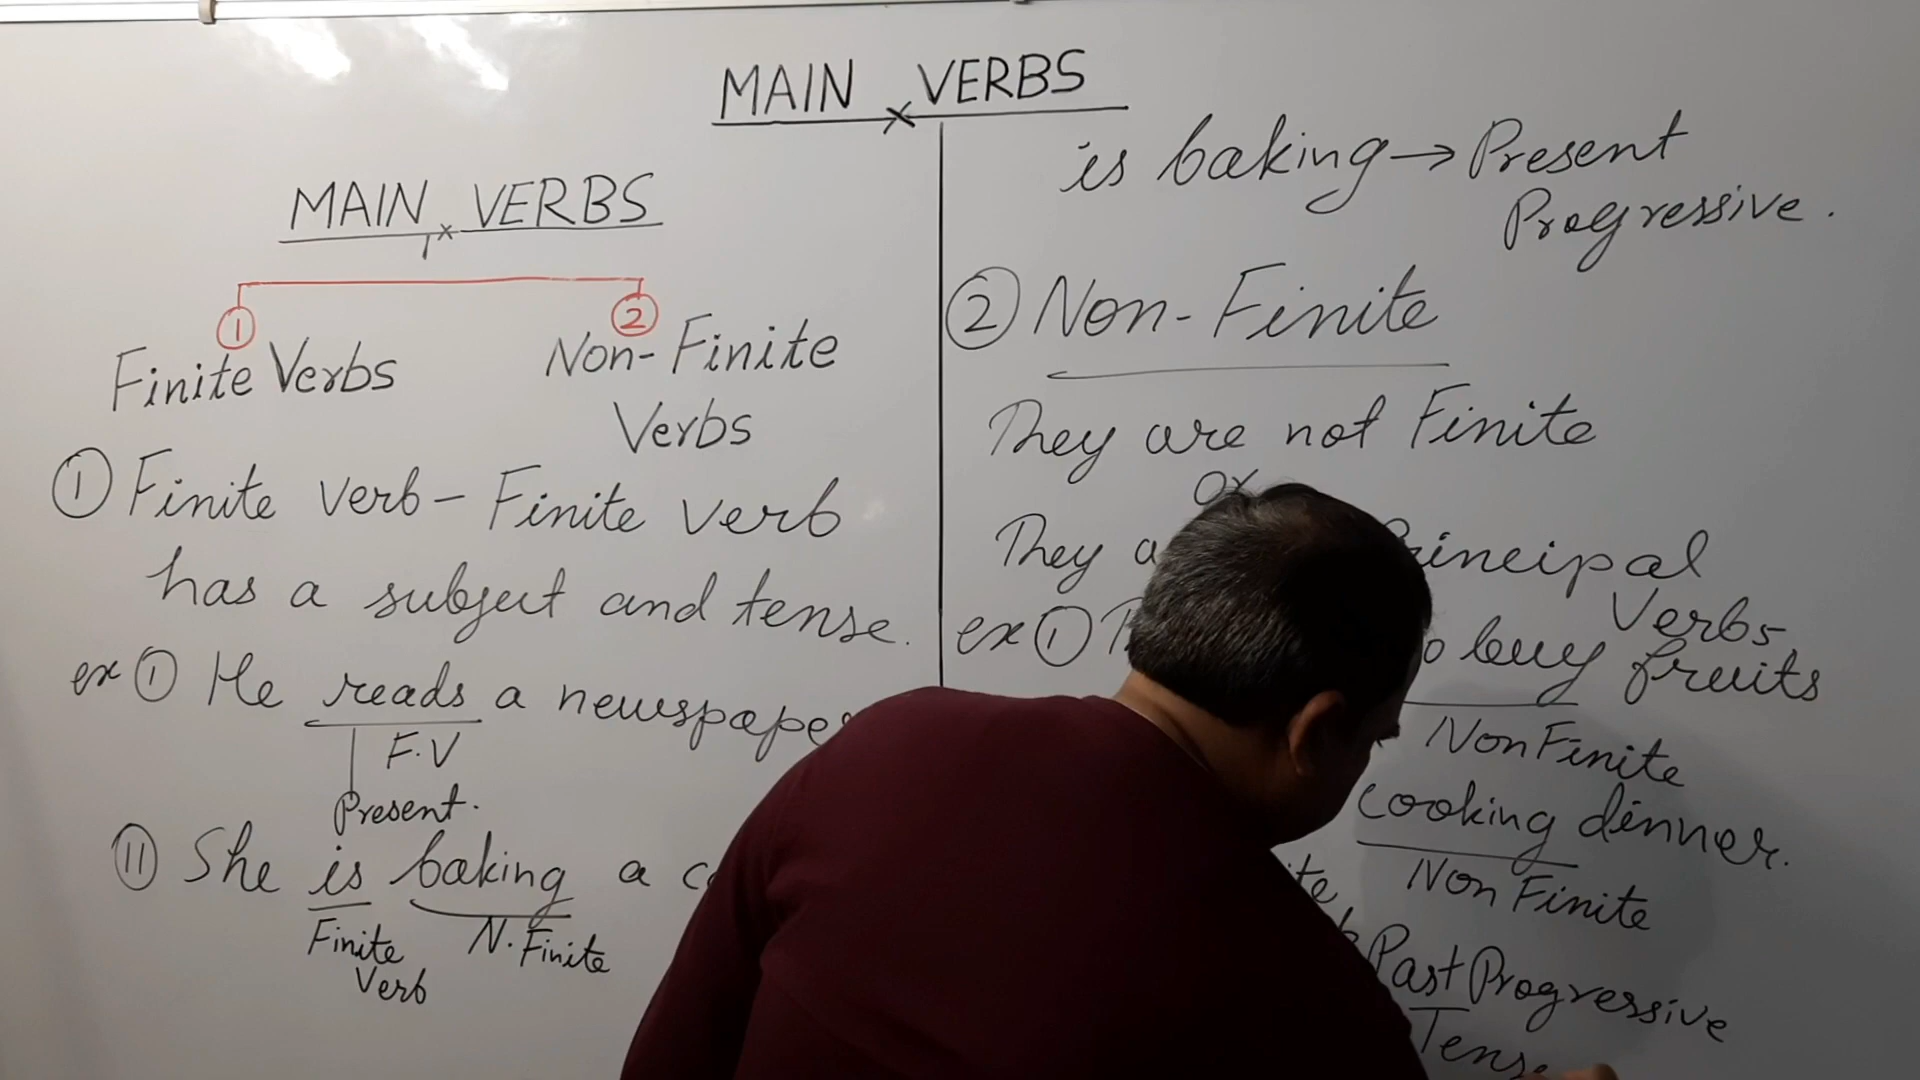 MAIN VERBS
MAIN VERBS
1
2
Finite Verbs
Non-Finite
Verbs
① Finite verb - Finite verb
has a subject and tense.
ex ① He reads a newspaper
F.V
Present.
⑪ She is baking a
Finite
Verb
N. Finite
is baking → Present
Progressive.
② Non-Finite
They are not Finite
or
They
Principal
Verbs
ex ① buy fruits
Non Finite
cooking dinner.
Non Finite
Past Progressive
Tense